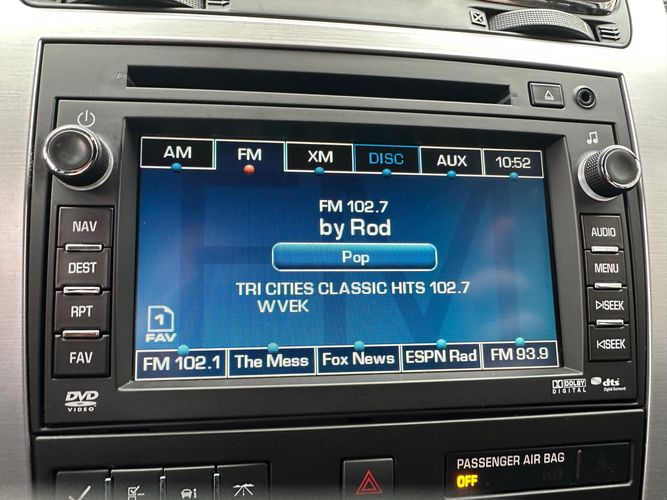 AM FM XM DISC AUX 10:52
FM 102.7
by Rod
Pop
TRI CITIES CLASSIC HITS 102.7
WVEK
1
FAV
FM 102.1 The Mess Fox News ESPN Rad FM 93.9
NAV
DEST
RPT
FAV
AUDIO
MENU
SEEK
SEEK
DVD
VIDEO
DOLBY
DIGITAL
dts
Digital Surround
PASSENGER AIR BAG
OFF